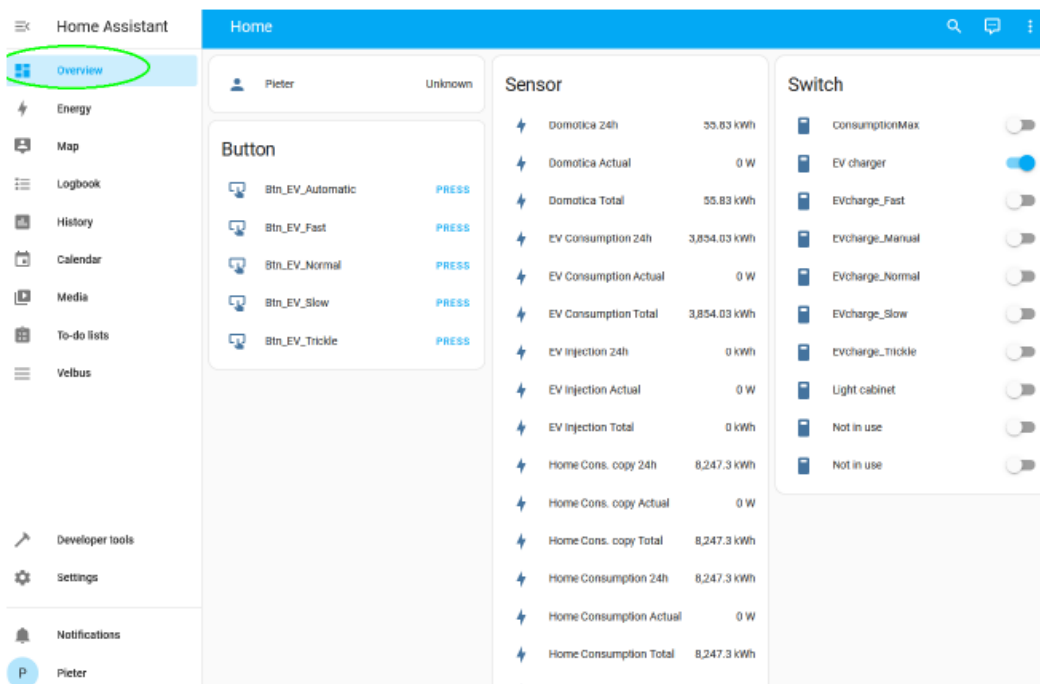 Home Assistant
Overview
Energy
Map
Logbook
History
Calendar
Media
To-do lists
Velbus
Developer tools
Settings
Notifications
P Pieter
Home
Pieter Unknown
Button
Btn_EV_Automatic PRESS
Btn_EV_Fast PRESS
Btn_EV_Normal PRESS
Btn_EV_Slow PRESS
Btn_EV_Trickle PRESS
Sensor
Domotica 24h 55.83 kWh
Domotica Actual 0 W
Domotica Total 55.83 kWh
EV Consumption 24h 3,854.03 kWh
EV Consumption Actual 0 W
EV Consumption Total 3,854.03 kWh
EV Injection 24h 0 kWh
EV Injection Actual 0 W
EV Injection Total 0 kWh
Home Cons. copy 24h 8,247.3 kWh
Home Cons. copy Actual 0 W
Home Cons. copy Total 8,247.3 kWh
Home Consumption 24h 8,247.3 kWh
Home Consumption Actual 0 W
Home Consumption Total 8,247.3 kWh
Switch
ConsumptionMax
EV charger
EVcharge_Fast
EVcharge_Manual
EVcharge_Normal
EVcharge_Slow
EVcharge_Trickle
Light cabinet
Not in use
Not in use